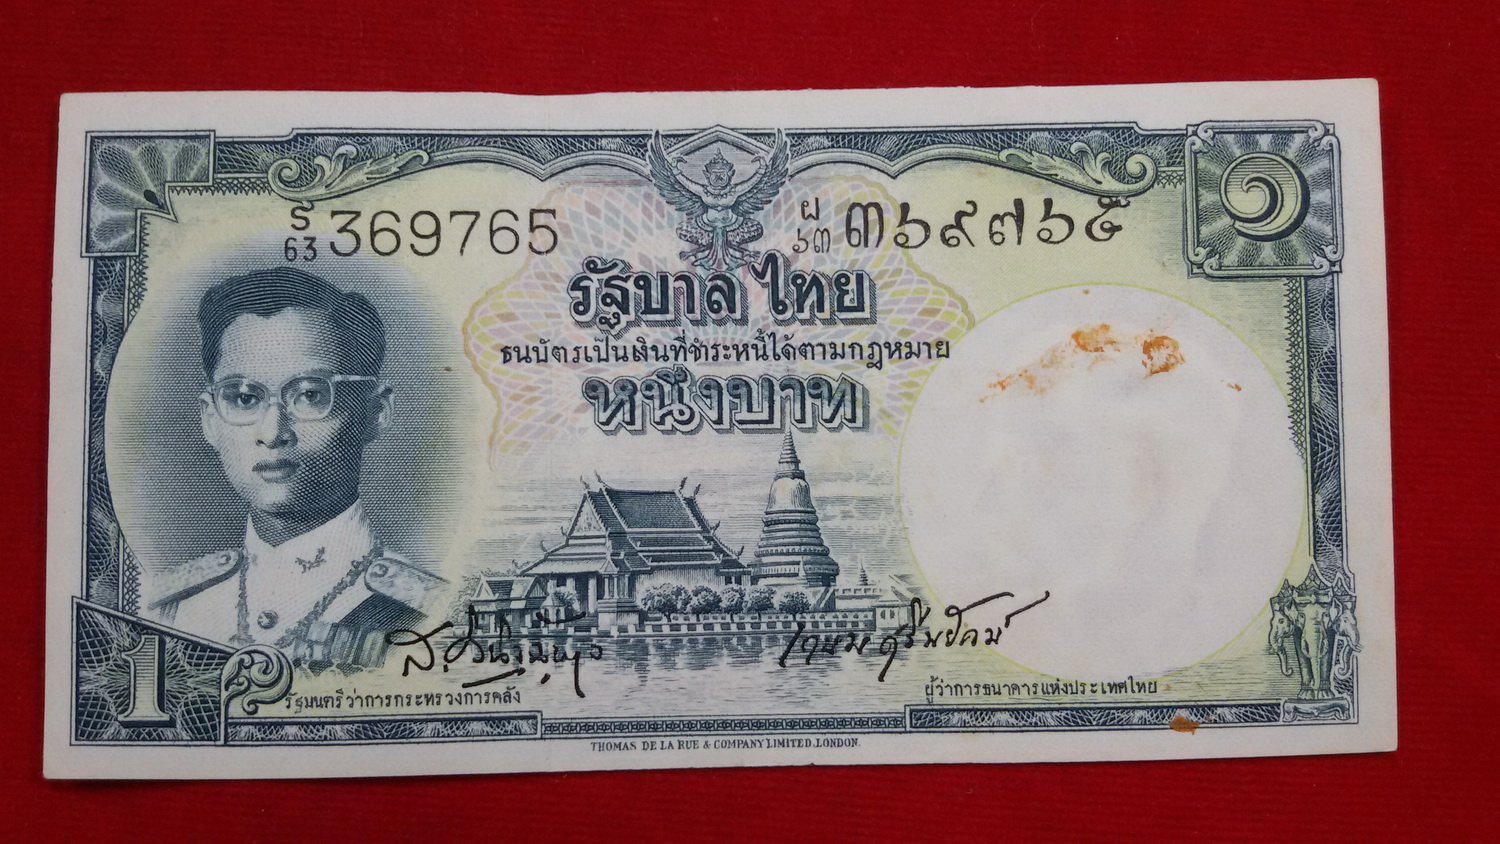 S/63 369765
ผ/๖๓ ๓๖๙๗๖๕
๑
รัฐบาลไทย
ธนบัตรเป็นเงินที่ชำระหนี้ได้ตามกฎหมาย
หนึ่งบาท
1
รัฐมนตรีว่าการกระทรวงการคลัง
ผู้ว่าการธนาคารแห่งประเทศไทย
THOMAS DE LA RUE & COMPANY LIMITED, LONDON.